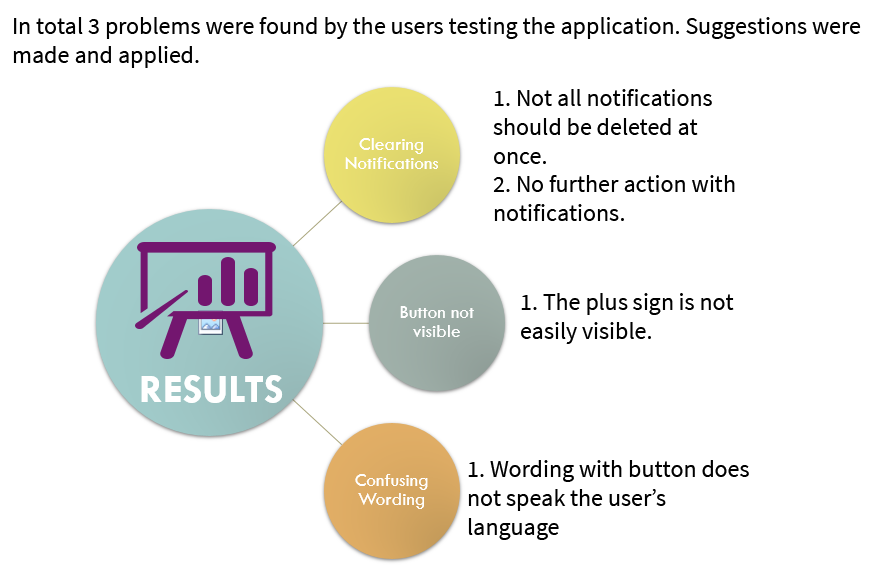 In total 3 problems were found by the users testing the application. Suggestions were
made and applied.
Clearing
Notifications
1. Not all notifications
should be deleted at
once.
2. No further action with
notifications.
RESULTS
Button not
visible
1. The plus sign is not
easily visible.
Confusing
Wording
1. Wording with button does
not speak the user’s
language